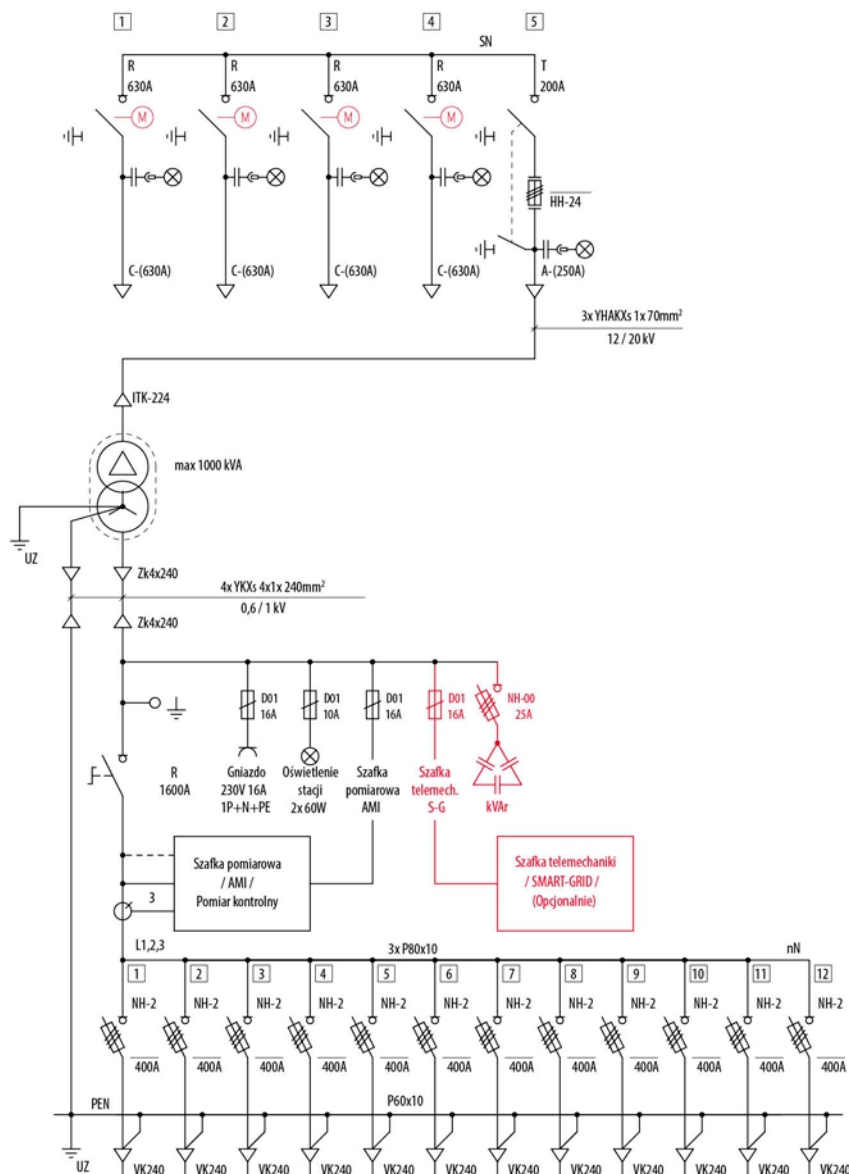 1 2 3 4 5
SN
R R R R T
630A 630A 630A 630A 200A
M M M M
HH-24
C-(630A) C-(630A) C-(630A) C-(630A) A-(250A)
3x YHAKXs 1x 70mm²
12 / 20 kV
ITK-224
max 1000 kVA
UZ
Zk4x240
4x YKXs 4x1x 240mm²
0,6 / 1 kV
Zk4x240
D01 D01 D01 D01 NH-00
16A 10A 16A 16A 25A
R
1600A
Gniazdo
230V 16A
1P+N+PE
Oświetlenie
stacji
2x 60W
Szafka
pomiarowa
AMI
Szafka
telemech.
S-G
kVAr
Szafka pomiarowa
/ AMI /
Pomiar kontrolny
Szafka telemechaniki
/ SMART-GRID /
(Opcjonalnie)
3
L1,2,3 3x P80x10 nN
1 2 3 4 5 6 7 8 9 10 11 12
NH-2 NH-2 NH-2 NH-2 NH-2 NH-2 NH-2 NH-2 NH-2 NH-2 NH-2 NH-2
400A 400A 400A 400A 400A 400A 400A 400A 400A 400A 400A 400A
PEN P60x10
UZ VK240 VK240 VK240 VK240 VK240 VK240 VK240 VK240 VK240 VK240 VK240 VK240